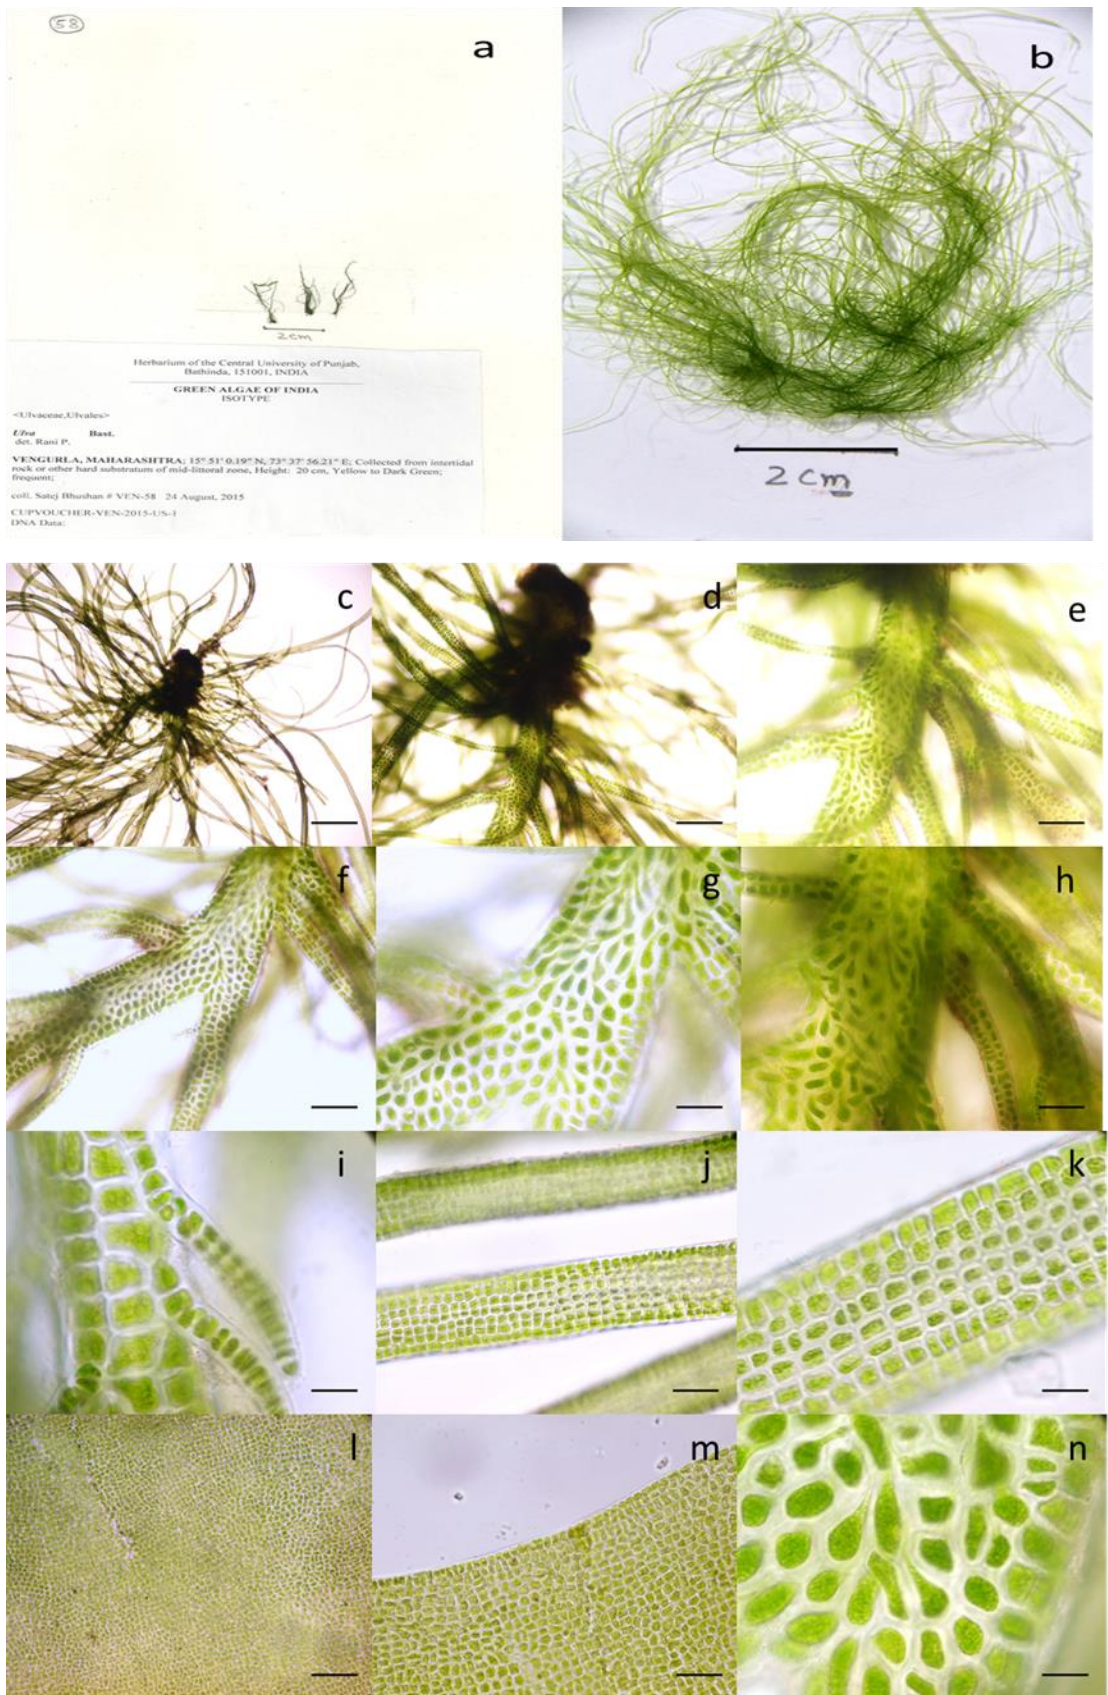 58
a
2cm
Herbarium of the Central University of Punjab,
Bathinda, 151001, INDIA
GREEN ALGAE OF INDIA
ISOTYPE
<Ulvaceae,Ulvales>
Ulva Bast.
det. Rani P.
VENGURLA, MAHARASHTRA; 15° 51' 0.19" N, 73° 37' 56.21" E; Collected from intertidal
rock or other hard substratum of mid-littoral zone, Height: 20 cm, Yellow to Dark Green;
frequent;
coll. Satej Bhushan # VEN-58 24 August, 2015
CUPVOUCHER-VEN-2015-US-1
DNA Data:
b
2 cm
c
d
e
f
g
h
i
j
k
l
m
n